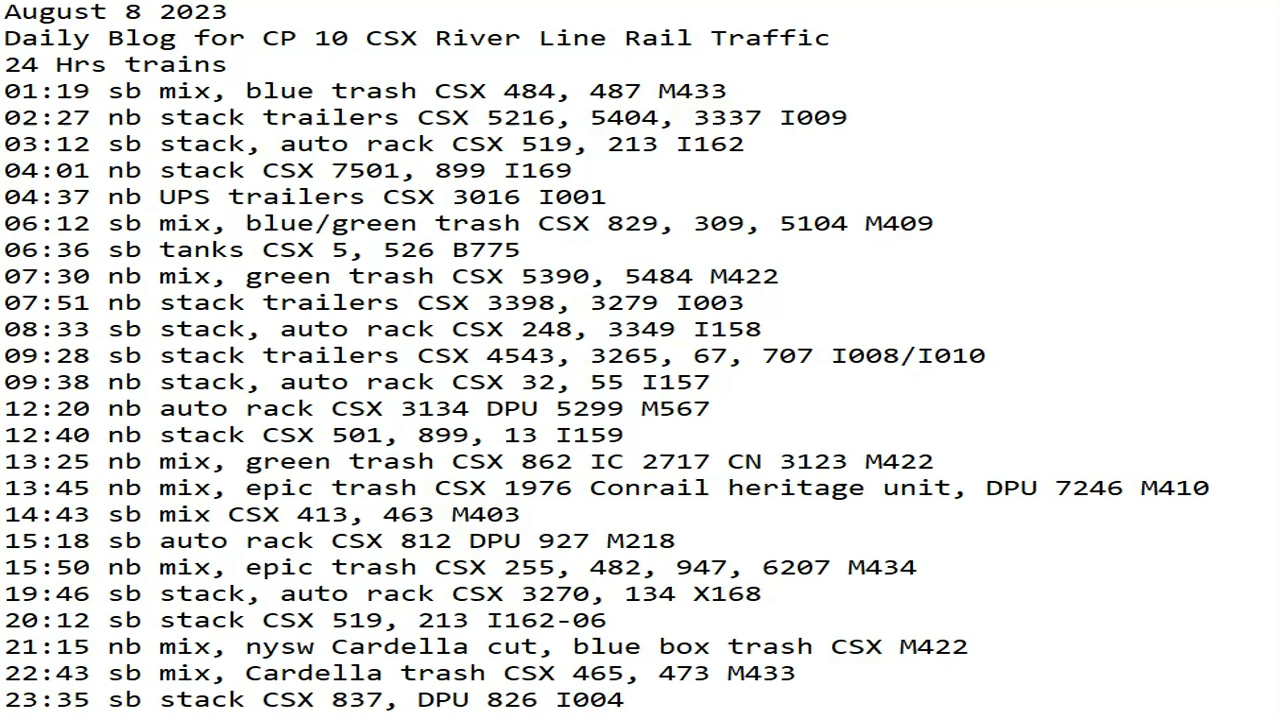 August 8 2023
Daily Blog for CP 10 CSX River Line Rail Traffic
24 Hrs trains
01:19 sb mix, blue trash CSX 484, 487 M433
02:27 nb stack trailers CSX 5216, 5404, 3337 I009
03:12 sb stack, auto rack CSX 519, 213 I162
04:01 nb stack CSX 7501, 899 I169
04:37 nb UPS trailers CSX 3016 I001
06:12 sb mix, blue/green trash CSX 829, 309, 5104 M409
06:36 sb tanks CSX 5, 526 B775
07:30 nb mix, green trash CSX 5390, 5484 M422
07:51 nb stack trailers CSX 3398, 3279 I003
08:33 sb stack, auto rack CSX 248, 3349 I158
09:28 sb stack trailers CSX 4543, 3265, 67, 707 I008/I010
09:38 nb stack, auto rack CSX 32, 55 I157
12:20 nb auto rack CSX 3134 DPU 5299 M567
12:40 nb stack CSX 501, 899, 13 I159
13:25 nb mix, green trash CSX 862 IC 2717 CN 3123 M422
13:45 nb mix, epic trash CSX 1976 Conrail heritage unit, DPU 7246 M410
14:43 sb mix CSX 413, 463 M403
15:18 sb auto rack CSX 812 DPU 927 M218
15:50 nb mix, epic trash CSX 255, 482, 947, 6207 M434
19:46 sb stack, auto rack CSX 3270, 134 X168
20:12 sb stack CSX 519, 213 I162-06
21:15 nb mix, nysw Cardella cut, blue box trash CSX M422
22:43 sb mix, Cardella trash CSX 465, 473 M433
23:35 sb stack CSX 837, DPU 826 I004